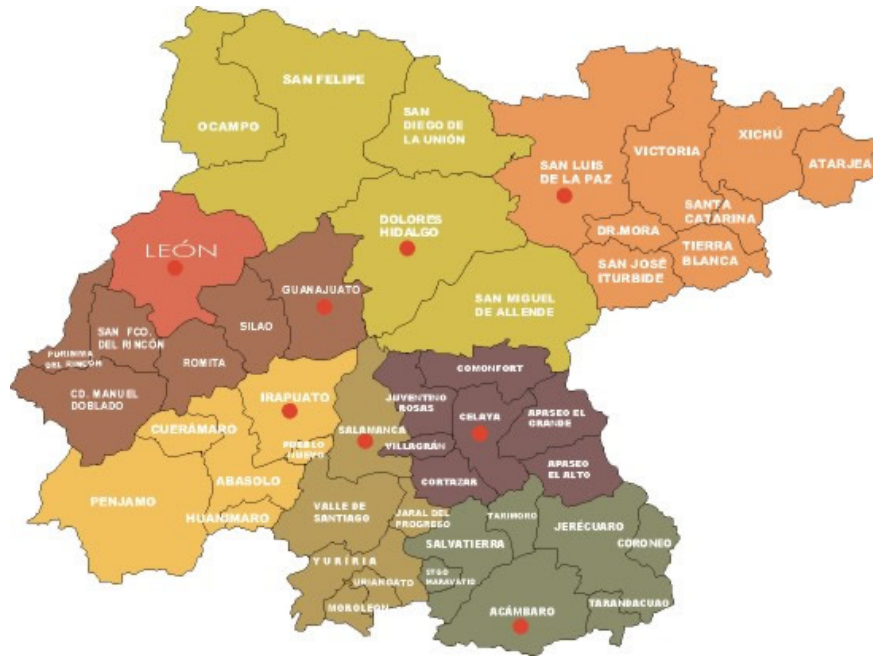 SAN FELIPE
OCAMPO
SAN
DIEGO DE
LA UNIÓN
SAN LUIS
DE LA PAZ
VICTORIA
XICHÚ
ATARJEA
SANTA
CATARINA
DR.MORA
TIERRA
BLANCA
SAN JOSÉ
ITURBIDE
DOLORES
HIDALGO
SAN MIGUEL
DE ALLENDE
LEÓN
GUANAJUATO
SILAO
SAN FCO.
DEL RINCÓN
DEL RINCÓN
ROMITA
CD. MANUEL
DOBLADO
IRAPUATO
CUERÁMARO
PUEBLO
ABASOLO
PENJAMO
HUANIMARO
SALAMANCA
VALLE DE
SANTIAGO
JARAL DEL
PROGRESO
YURIRIA
URIANGATO
MOROLEON
COMONFORT
JUVENTINO
ROSAS
CELAYA
APASEO EL
GRANDE
VILLAGRÁN
CORTAZAR
APASEO
EL ALTO
TARIMORO
JERÉCUARO
CORONEO
SALVATIERRA
STGO
MARAVATIO
ACÁMBARO
TARANDACUAO